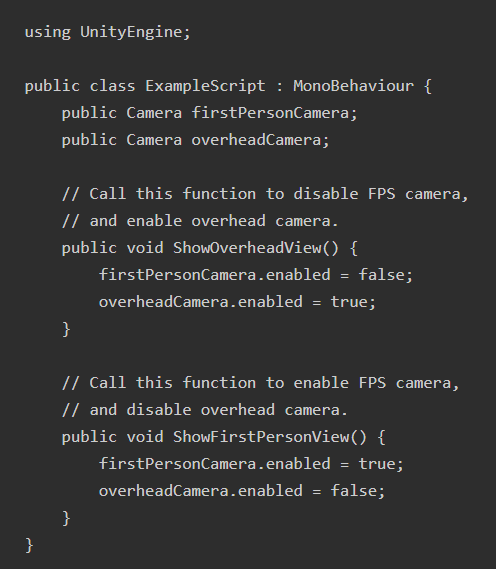 using UnityEngine;

public class ExampleScript : MonoBehaviour {
    public Camera firstPersonCamera;
    public Camera overheadCamera;

    // Call this function to disable FPS camera,
    // and enable overhead camera.
    public void ShowOverheadView() {
        firstPersonCamera.enabled = false;
        overheadCamera.enabled = true;
    }

    // Call this function to enable FPS camera,
    // and disable overhead camera.
    public void ShowFirstPersonView() {
        firstPersonCamera.enabled = true;
        overheadCamera.enabled = false;
    }
}